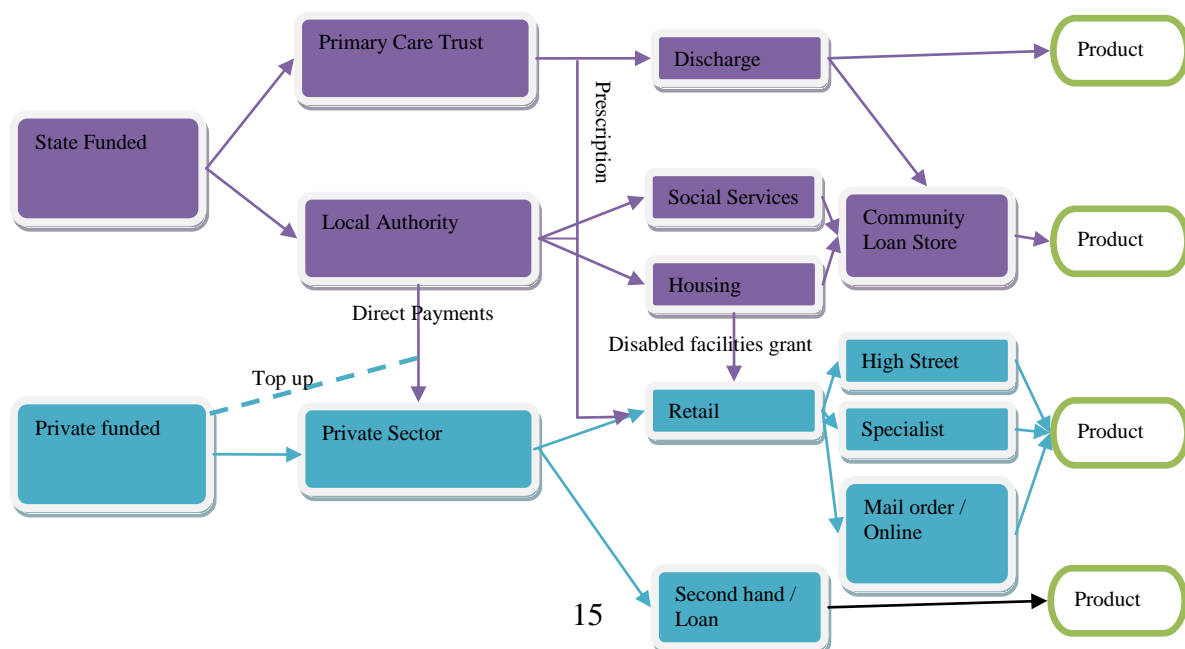 Primary Care Trust
Discharge
Product
State Funded
Prescription
Local Authority
Social Services
Community
Loan Store
Product
Housing
Direct Payments
Disabled facilities grant
Top up
High Street
Private funded
Private Sector
Retail
Specialist
Product
Mail order /
Online
Second hand /
Loan
Product
15